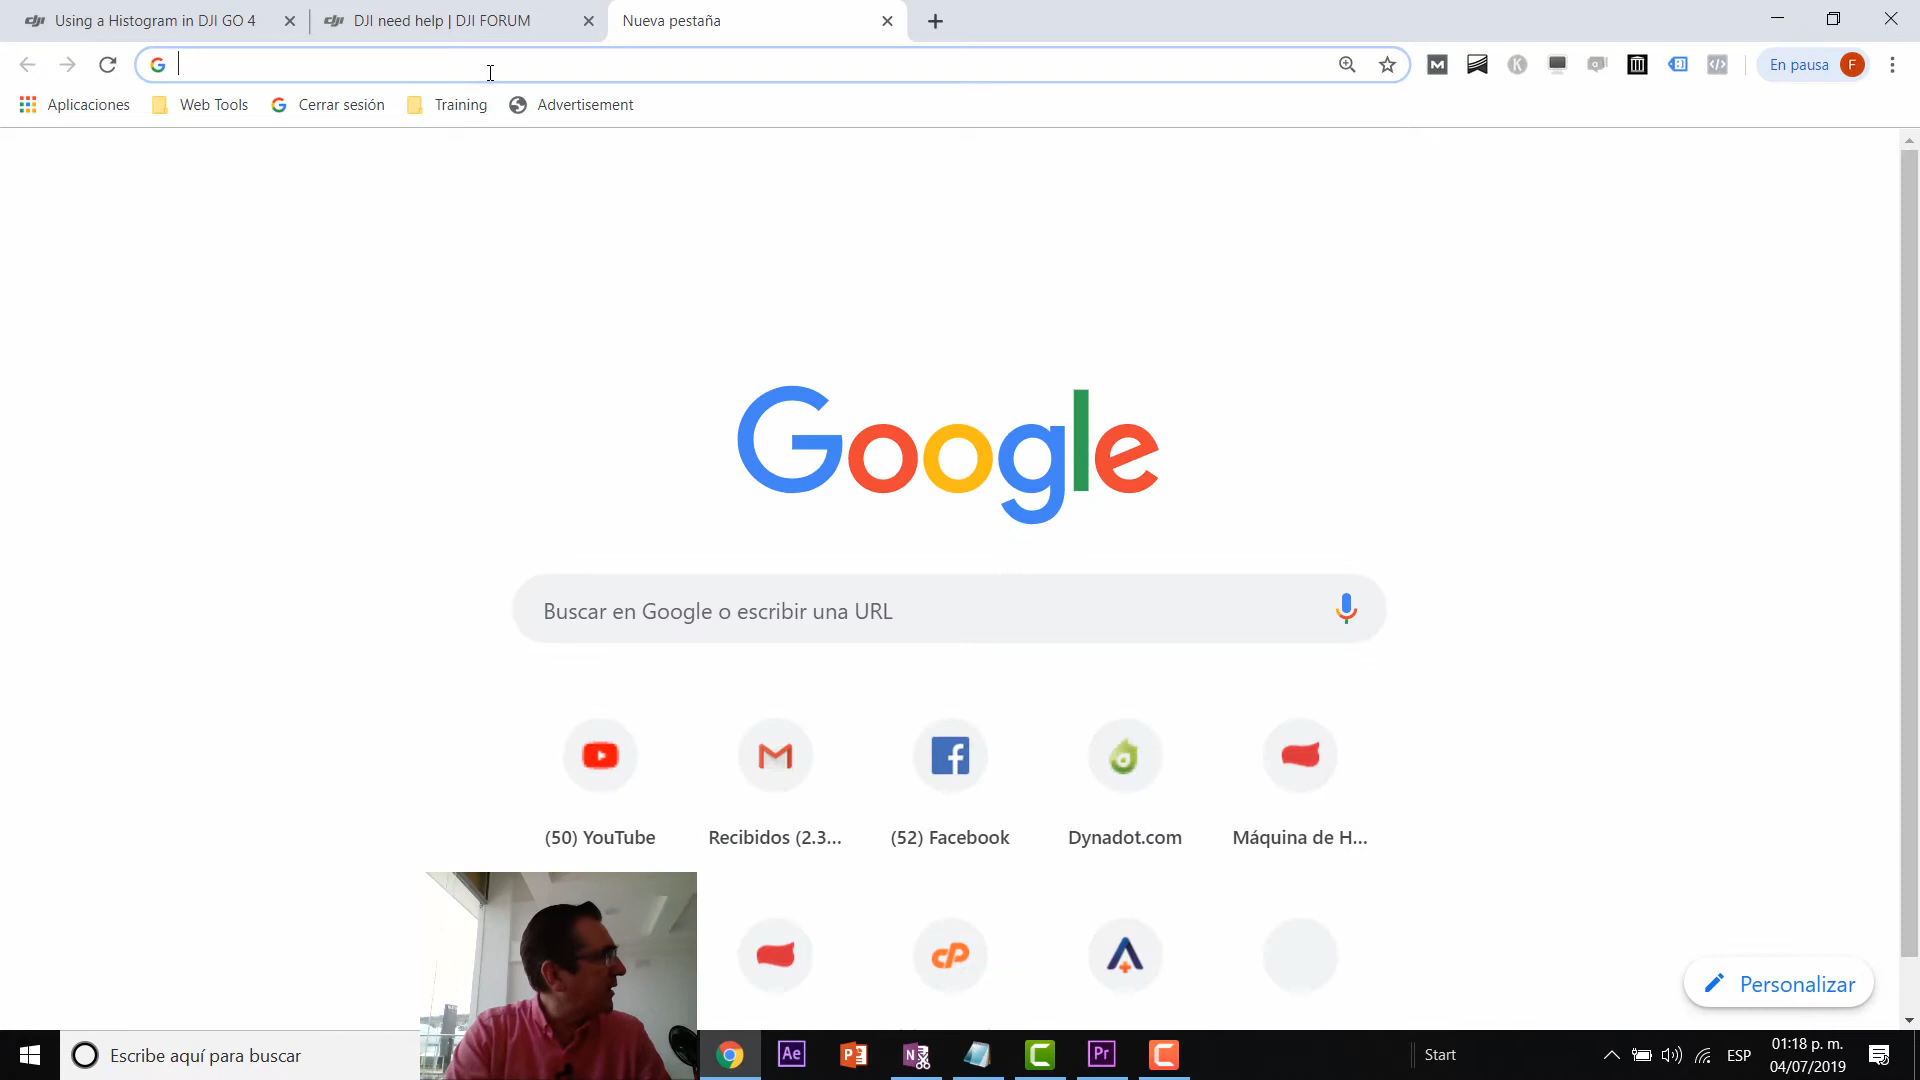 Using a Histogram in DJI GO 4
DJI need help | DJI FORUM
Nueva pestaña
En pausa
F
Aplicaciones
Web Tools
Cerrar sesión
Training
Advertisement
Google
Buscar en Google o escribir una URL
(50) YouTube
Recibidos (2.3...
(52) Facebook
Dynadot.com
Máquina de H...
Personalizar
Escribe aquí para buscar
Start
ESP
01:18 p. m.
04/07/2019